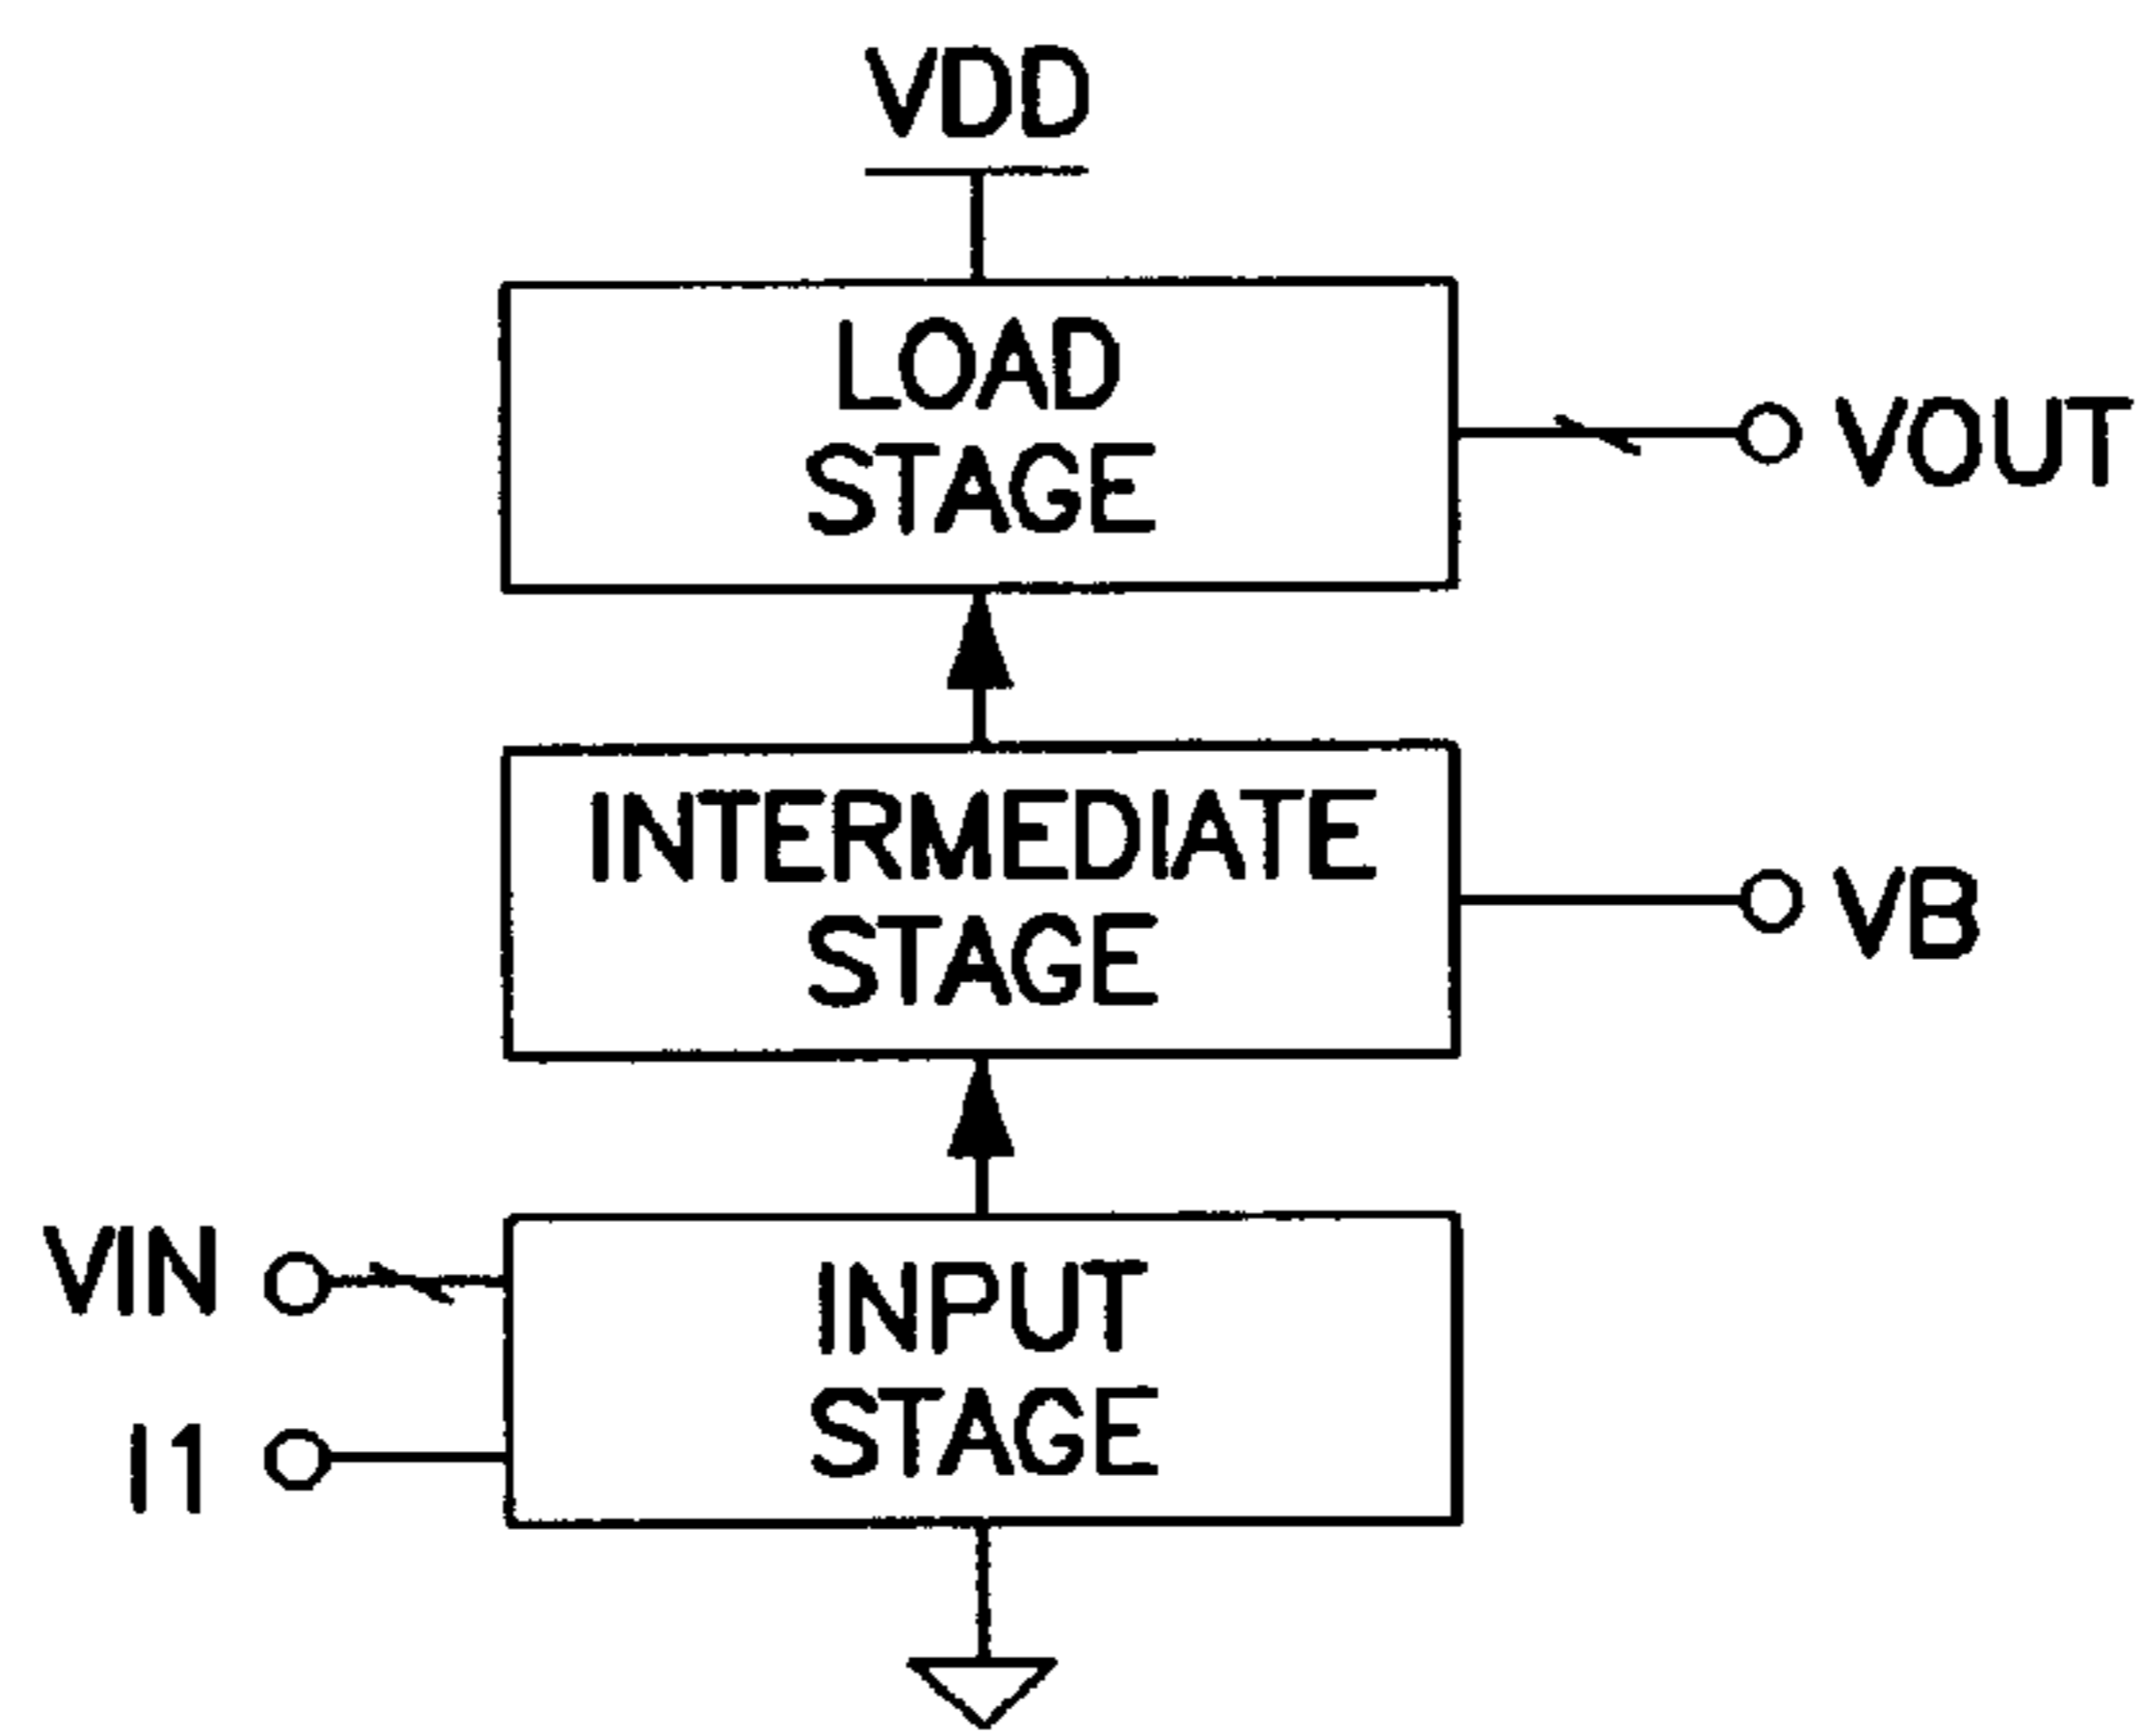 VDD
LOAD
STAGE
VOUT
INTERMEDIATE
STAGE
VB
VIN
INPUT
STAGE
I1